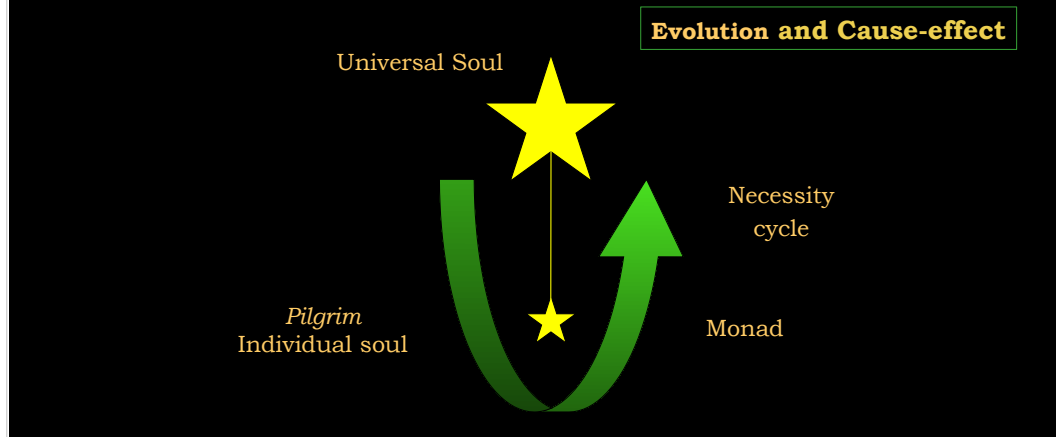 Evolution and Cause-effect
Universal Soul
Necessity
cycle
Pilgrim
Individual soul
Monad